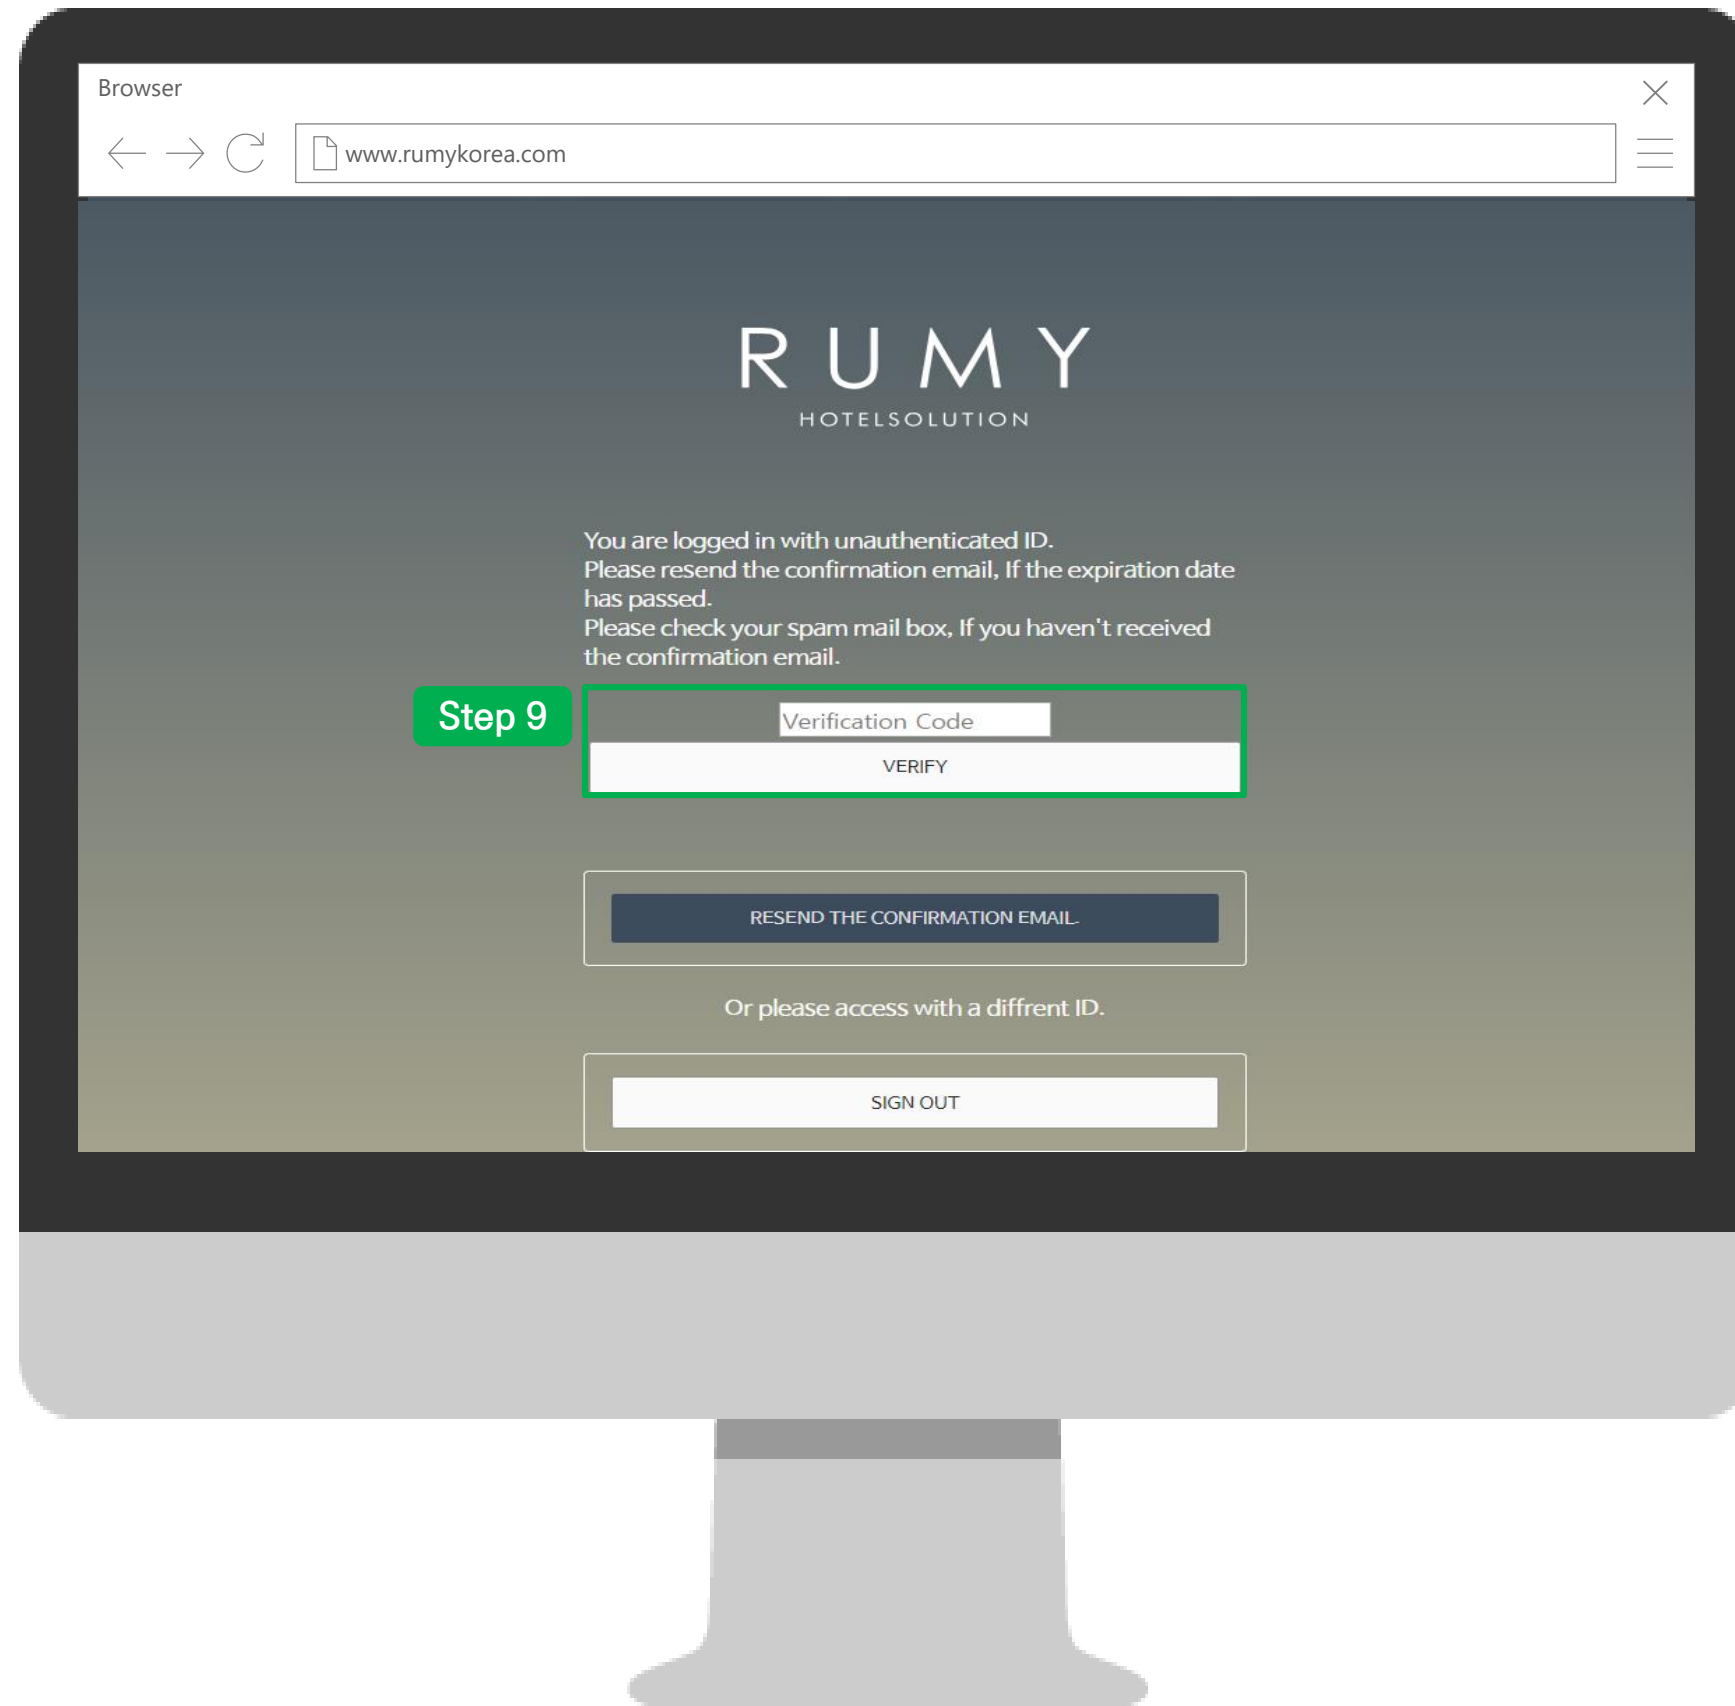 Browser
www.rumykorea.com
RUMY
HOTELSOLUTION
You are logged in with unauthenticated ID.
Please resend the confirmation email, If the expiration date
has passed.
Please check your spam mail box, If you haven't received
the confirmation email.
Step 9
Verification Code
VERIFY
RESEND THE CONFIRMATION EMAIL.
Or please access with a diffrent ID.
SIGN OUT